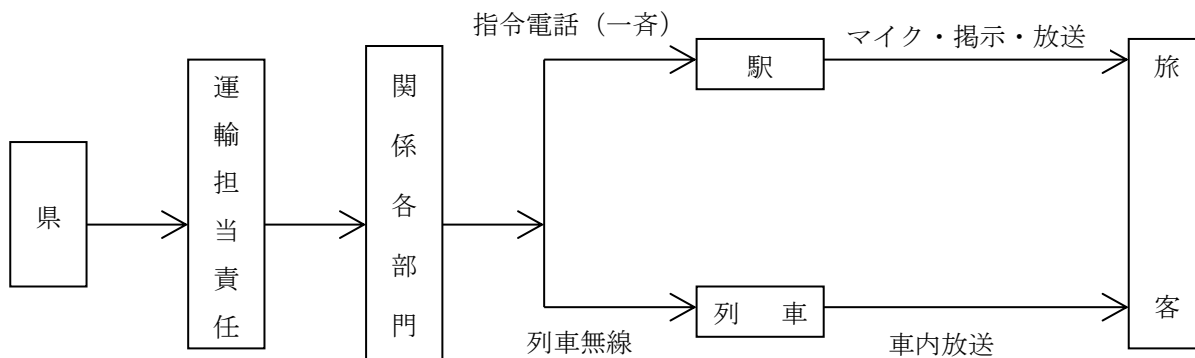 県
運輸担当責任
関係各部門
指令電話（一斉）
駅
マイク・掲示・放送
列車無線
列　車
車内放送
旅客